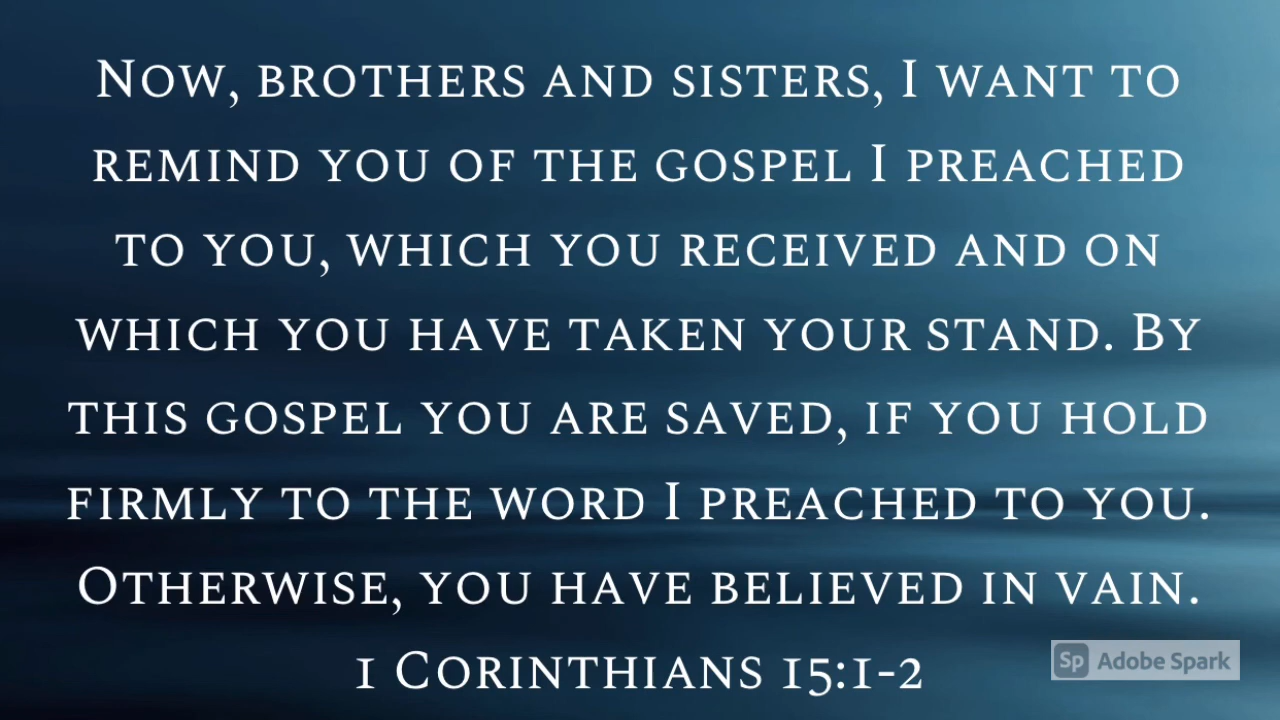 Now, brothers and sisters, I want to
remind you of the gospel I preached
to you, which you received and on
which you have taken your stand. By
this gospel you are saved, if you hold
firmly to the word I preached to you.
Otherwise, you have believed in vain.
1 Corinthians 15:1-2
Sp Adobe Spark